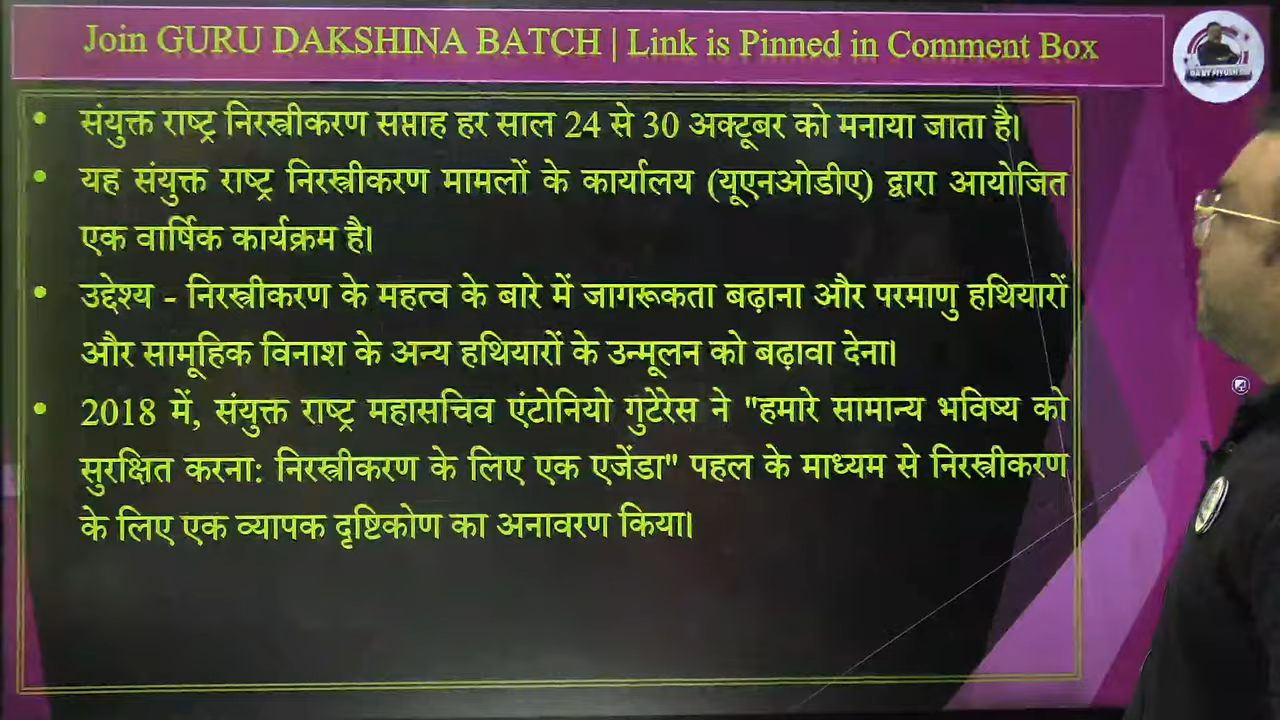 Join GURU DAKSHINA BATCH | Link is Pinned in Comment Box
• संयुक्त राष्ट्र निरस्त्रीकरण सप्ताह हर साल 24 से 30 अक्टूबर को मनाया जाता है।
• यह संयुक्त राष्ट्र निरस्त्रीकरण मामलों के कार्यालय (यूएनओडीए) द्वारा आयोजित
एक वार्षिक कार्यक्रम है।
• उद्देश्य - निरस्त्रीकरण के महत्व के बारे में जागरूकता बढ़ाना और परमाणु हथियारों
और सामूहिक विनाश के अन्य हथियारों के उन्मूलन को बढ़ावा देना।
• 2018 में, संयुक्त राष्ट्र महासचिव एंटोनियो गुटेरेस ने "हमारे सामान्य भविष्य को
सुरक्षित करना: निरस्त्रीकरण के लिए एक एजेंडा" पहल के माध्यम से निरस्त्रीकरण
के लिए एक व्यापक दृष्टिकोण का अनावरण किया।